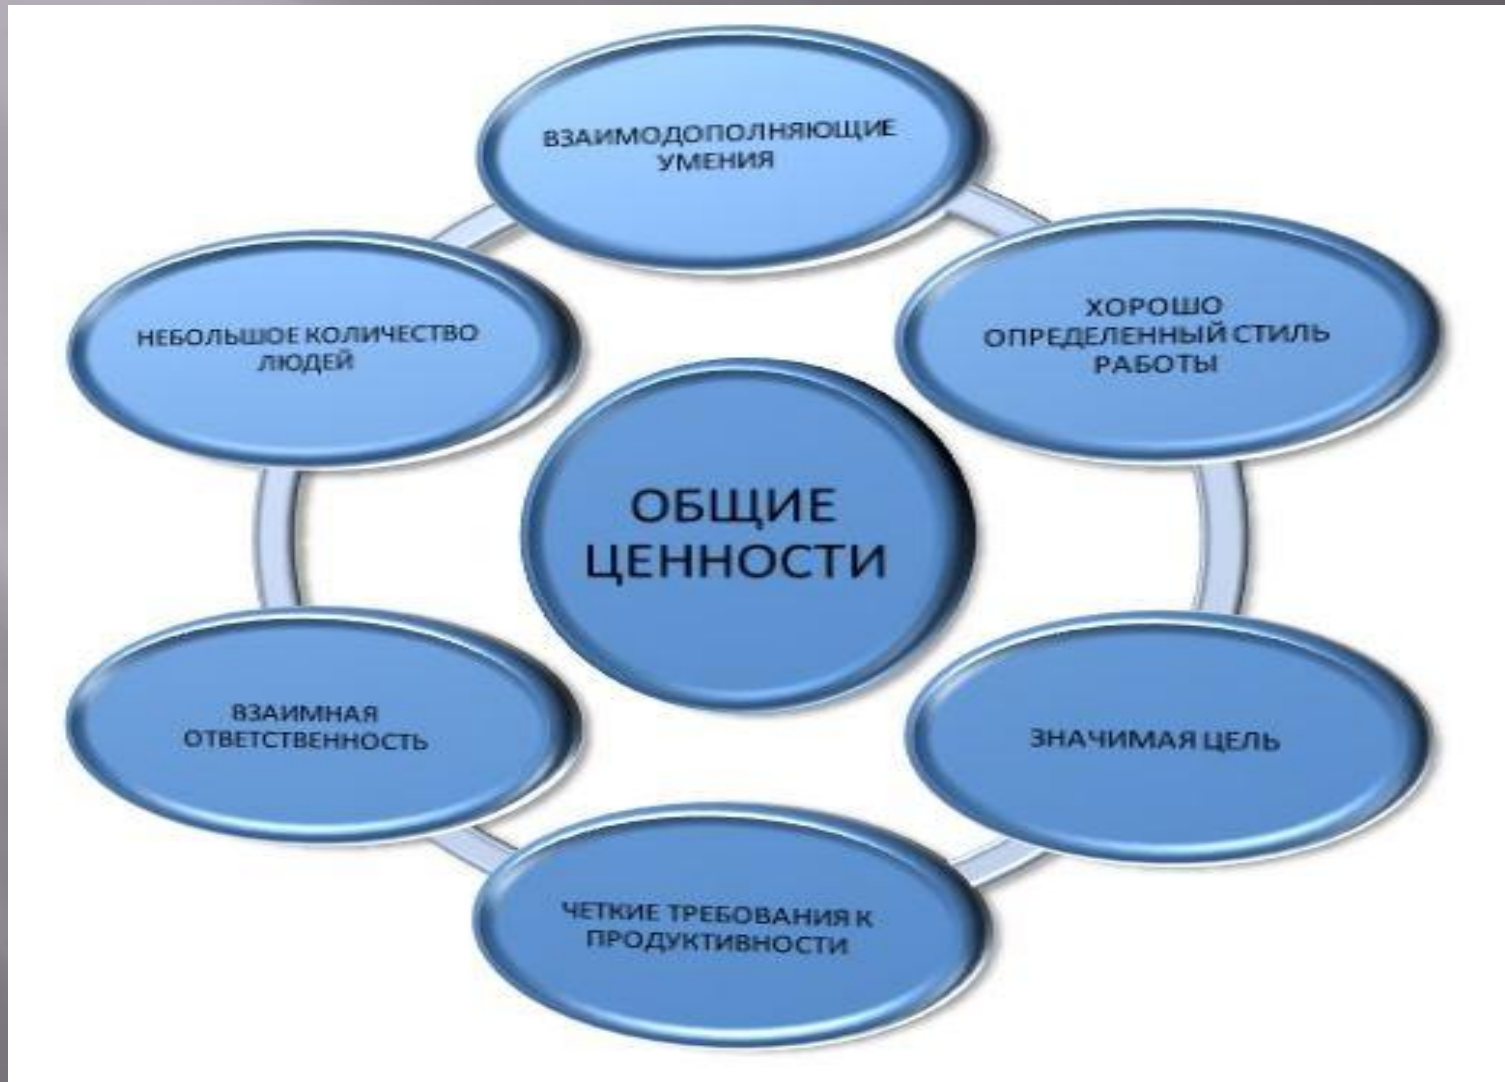 ВЗАИМОДОПОЛНЯЮЩИЕ
УМЕНИЯ
ХОРОШО
ОПРЕДЕЛЕННЫЙ СТИЛЬ
РАБОТЫ
НЕБОЛЬШОЕ КОЛИЧЕСТВО
ЛЮДЕЙ
ОБЩИЕ
ЦЕННОСТИ
ВЗАИМНАЯ
ОТВЕТСТВЕННОСТЬ
ЗНАЧИМАЯ ЦЕЛЬ
ЧЕТКИЕ ТРЕБОВАНИЯ К
ПРОДУКТИВНОСТИ